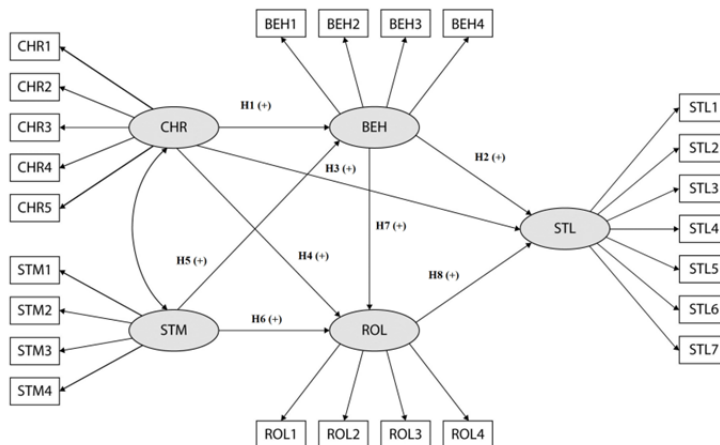 BEH1
BEH2
BEH3
BEH4
CHR1
CHR2
CHR3
CHR4
CHR5
CHR
H1 (+)
BEH
STL1
STL2
STL3
STL4
STL5
STL6
STL7
H2 (+)
H3 (+)
H7 (+)
STL
H5 (+)
H4 (+)
H8 (+)
STM1
STM2
STM3
STM4
STM
H6 (+)
ROL
ROL1
ROL2
ROL3
ROL4